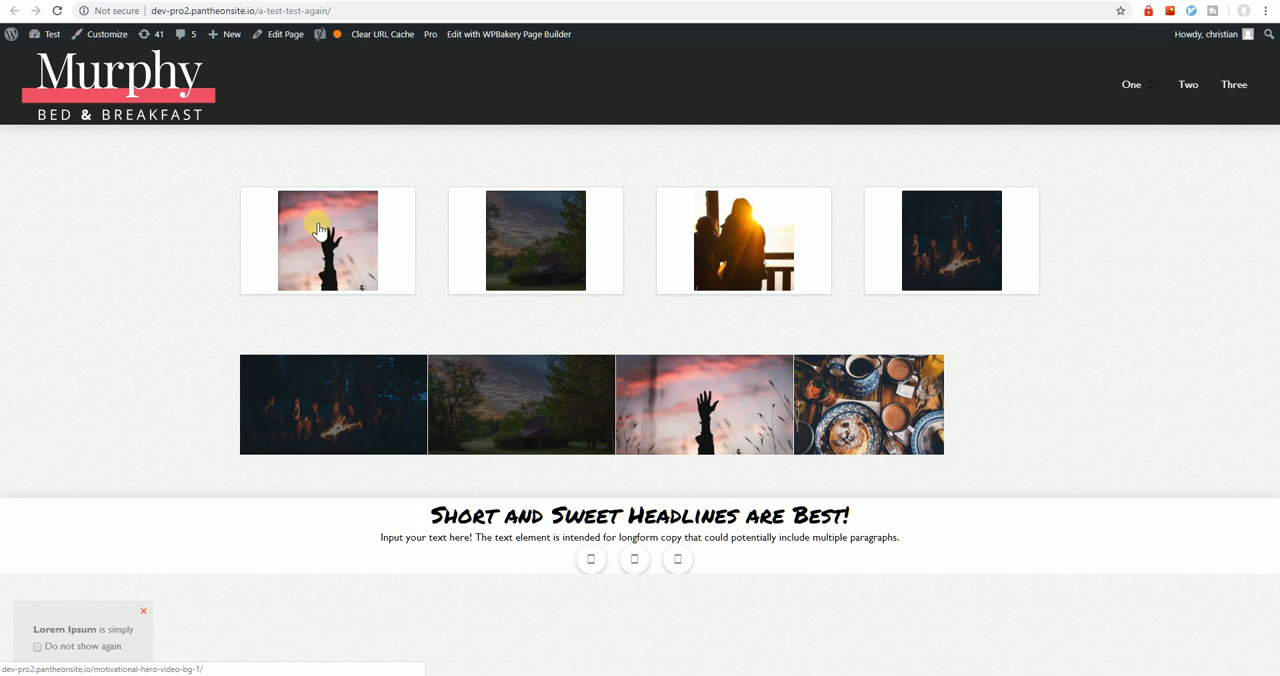 Not secure | dev-pro2.pantheonsite.io/a-test-test-again/
Test Customize 41 5 New Edit Page Clear URL Cache Pro Edit with WPBakery Page Builder Howdy, christian
Murphy
BED & BREAKFAST
One Two Three
Short and Sweet Headlines are Best!
Input your text here! The text element is intended for longform copy that could potentially include multiple paragraphs.
Lorem Ipsum is simply
Do not show again
dev-pro2.pantheonsite.io/motivational-hero-video-bg-1/